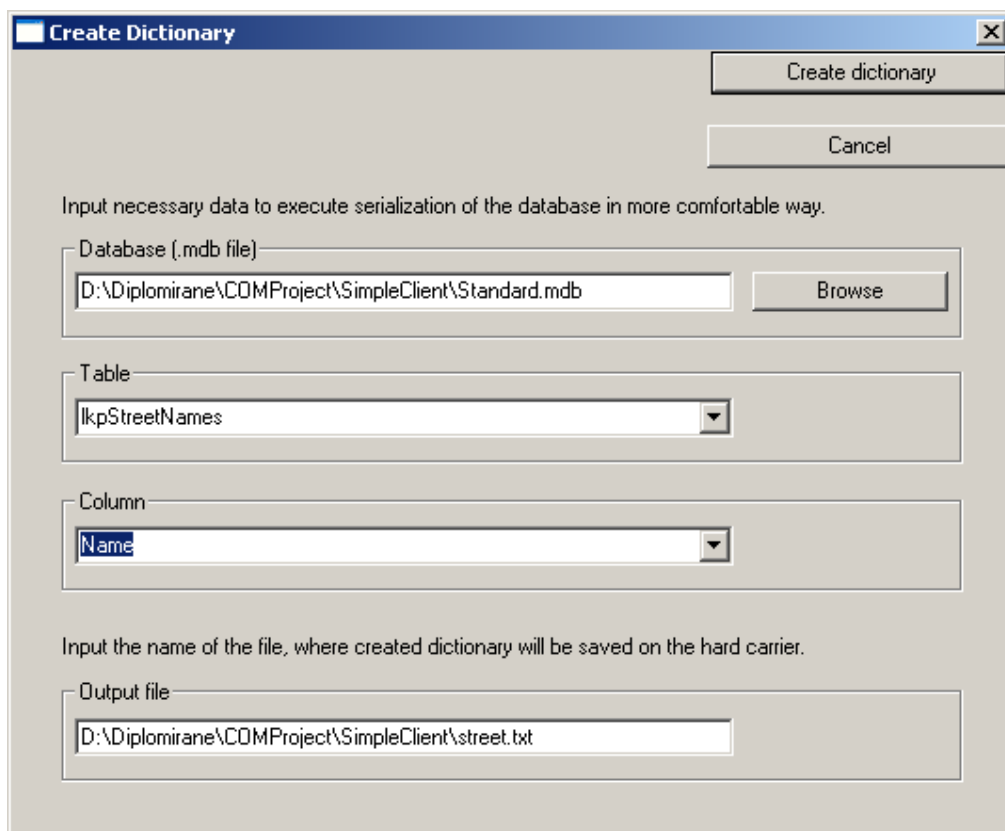 Create Dictionary
Create dictionary
Cancel
Input necessary data to execute serialization of the database in more comfortable way.
Database (.mdb file)
D:\Diplomirane\COMProject\SimpleClient\Standard.mdb
Browse
Table
lkpStreetNames
Column
Name
Input the name of the file, where created dictionary will be saved on the hard carrier.
Output file
D:\Diplomirane\COMProject\SimpleClient\street.txt